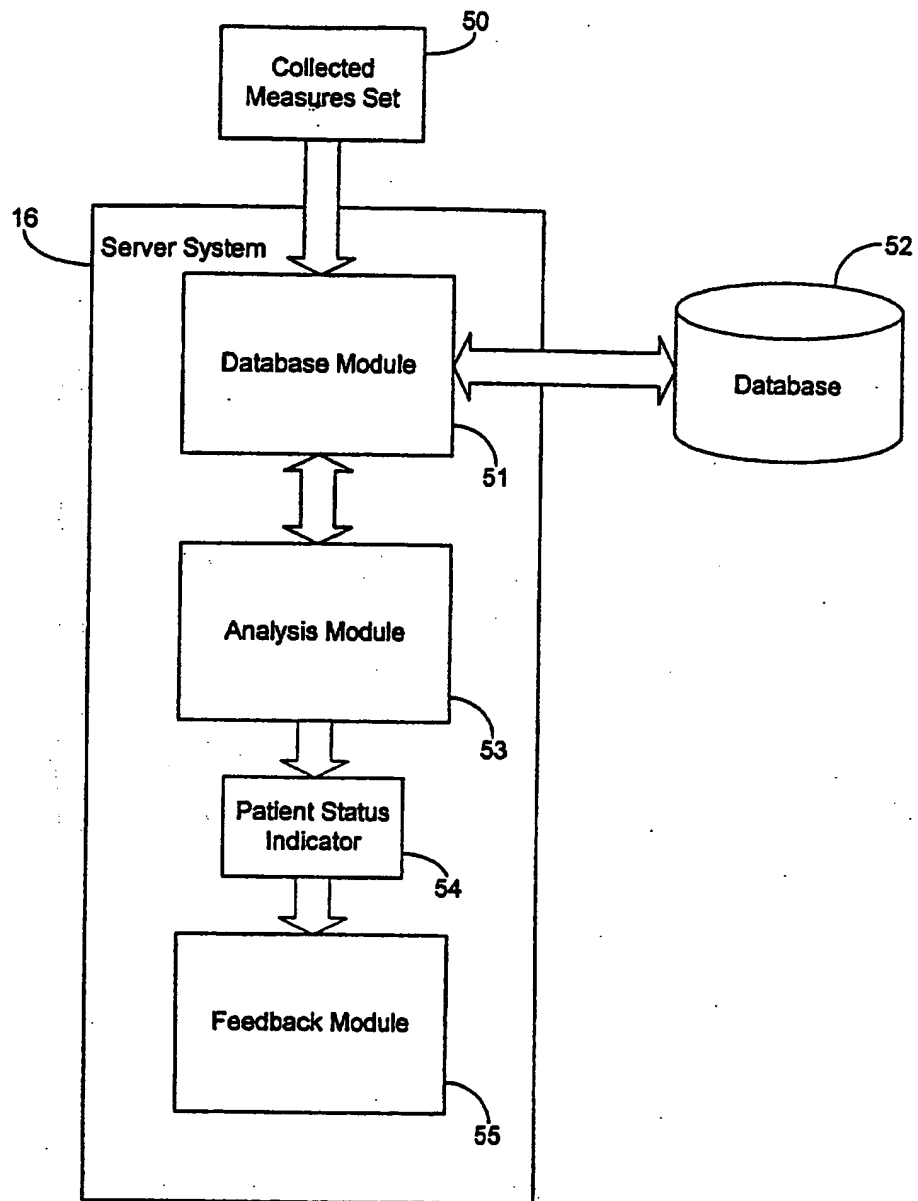 50
Collected
Measures Set
16
Server System
52
Database Module
Database
51
Analysis Module
53
Patient Status
Indicator
54
Feedback Module
55